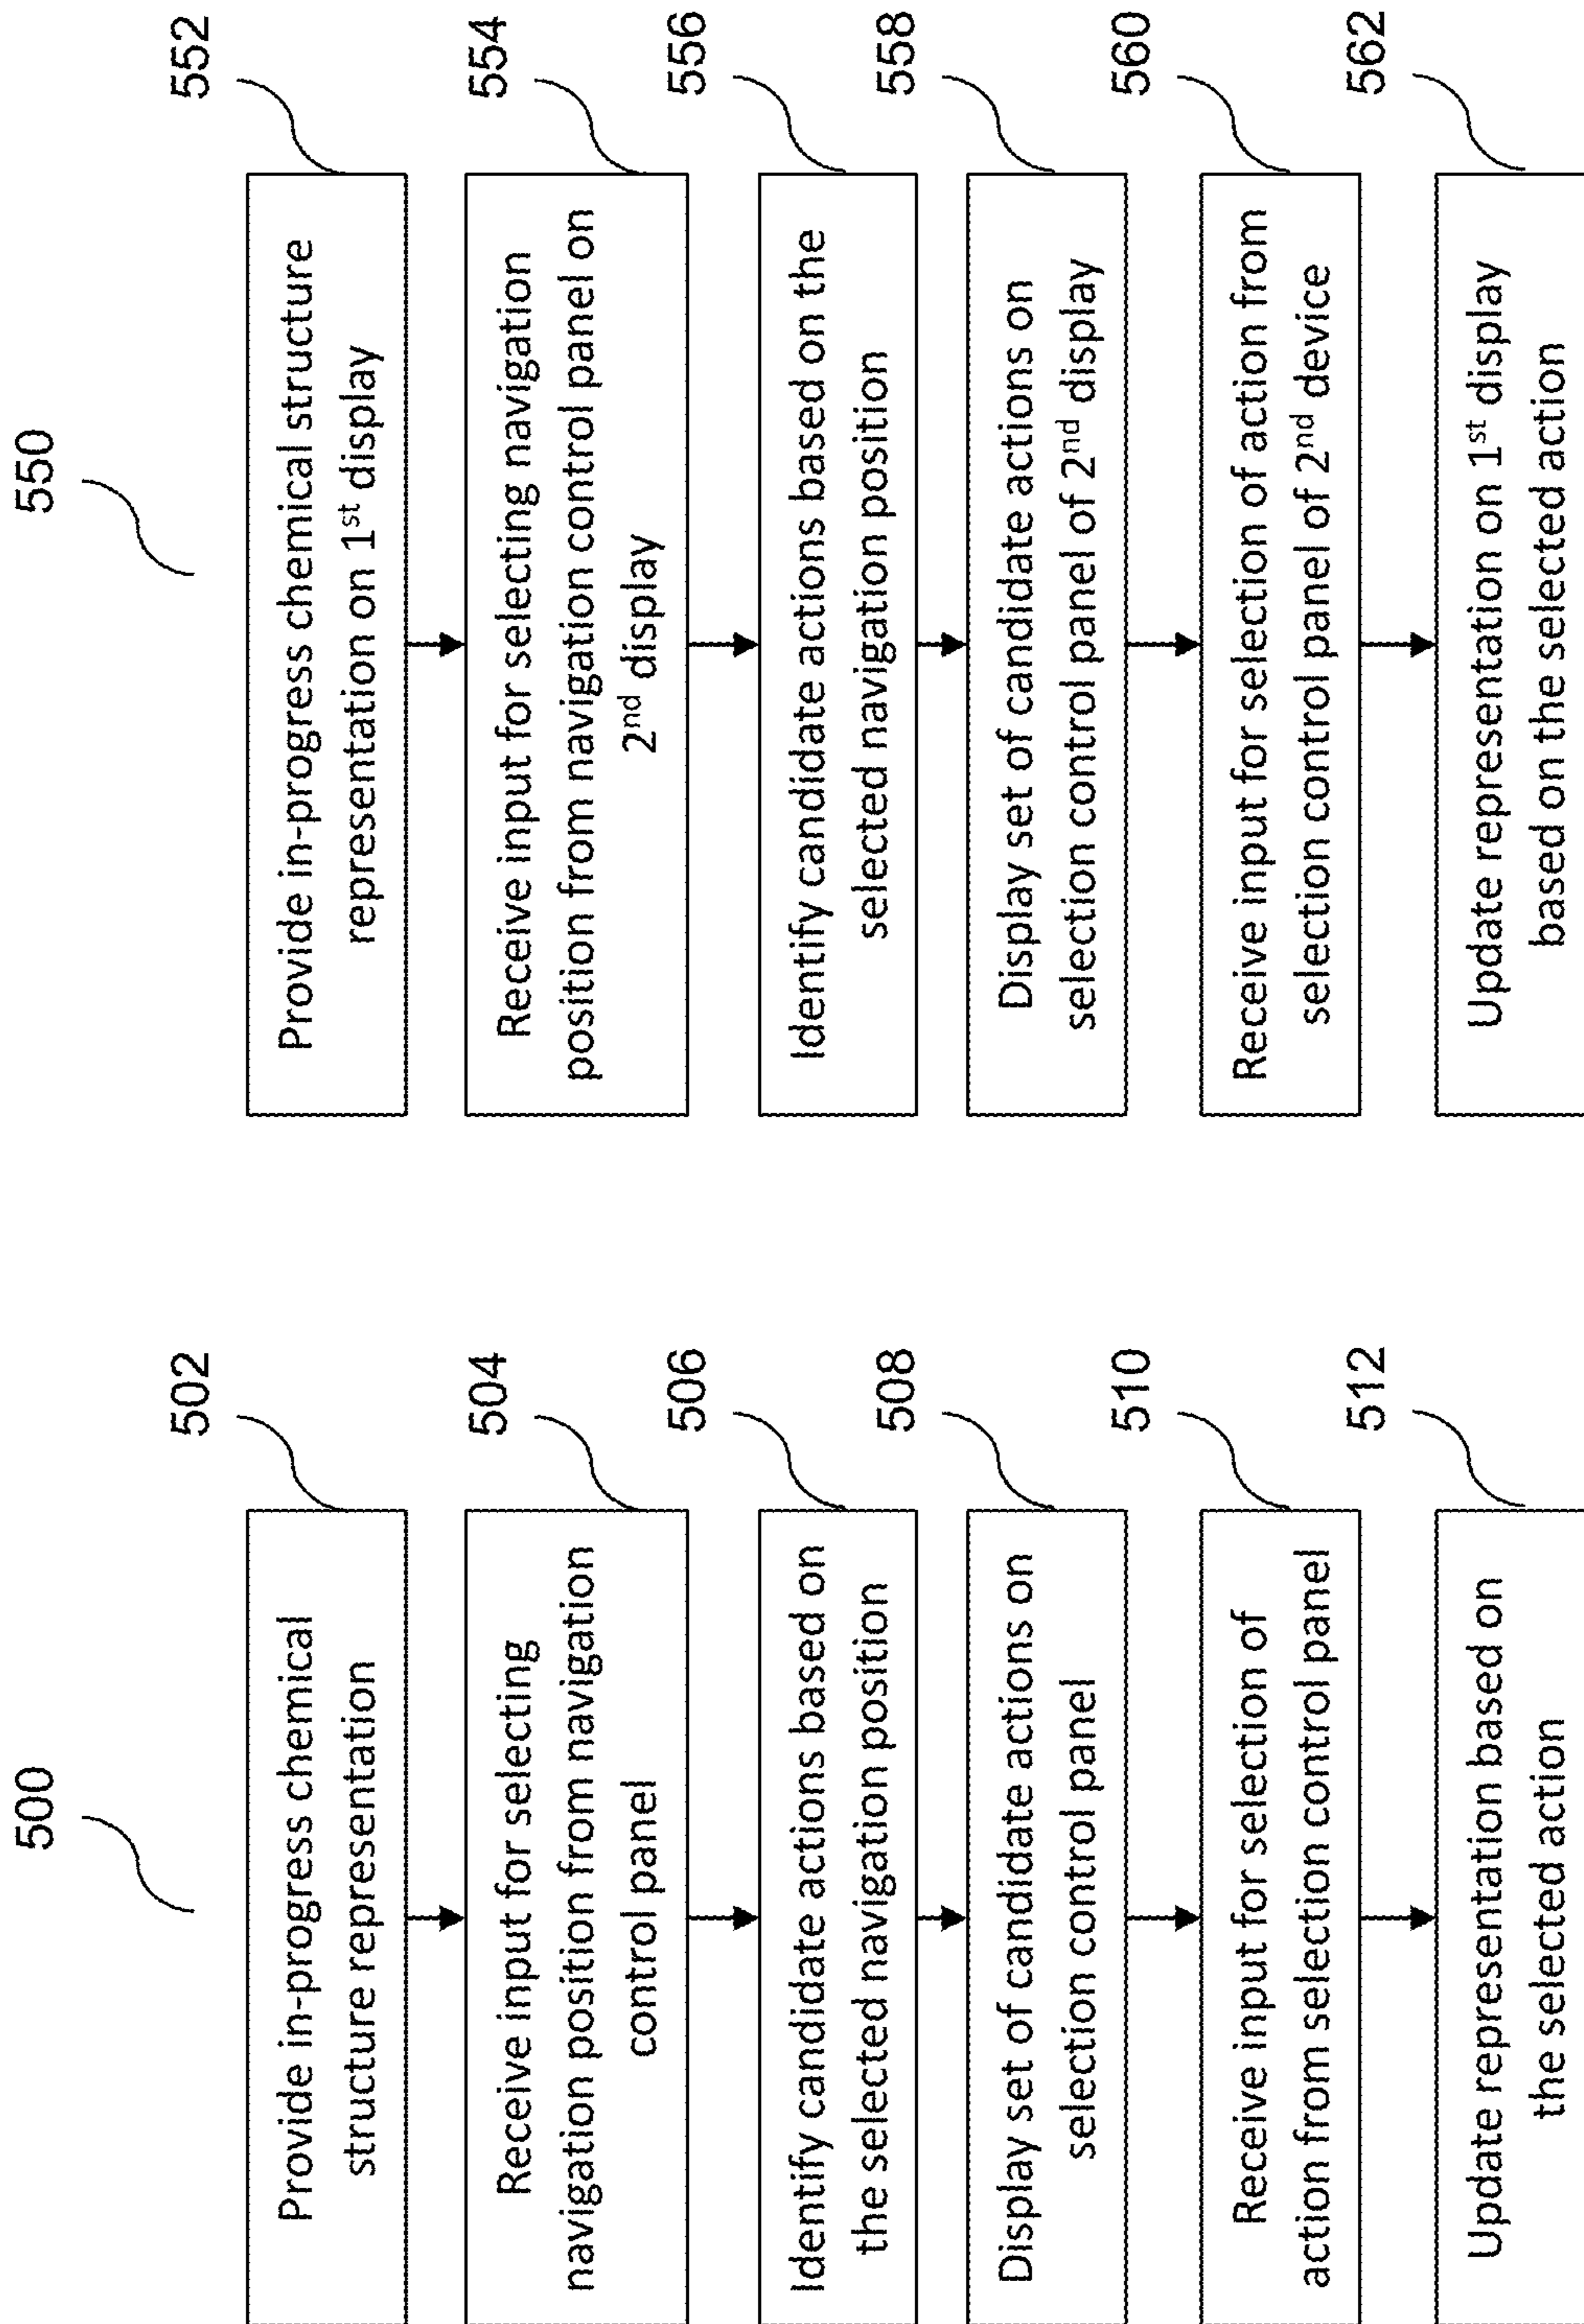 500
Provide in-progress chemical
structure representation
502
Receive input for selecting
navigation position from navigation
control panel
504
Identify candidate actions based on
the selected navigation position
506
Display set of candidate actions on
selection control panel
508
Receive input for selection of
action from selection control panel
510
Update representation based on
the selected action
512
550
Provide in-progress chemical structure
representation on 1st display
552
Receive input for selecting navigation
position from navigation control panel on
2nd display
554
Identify candidate actions based on the
selected navigation position
556
Display set of candidate actions on
selection control panel of 2nd display
558
Receive input for selection of action from
selection control panel of 2nd device
560
Update representation on 1st display
based on the selected action
562